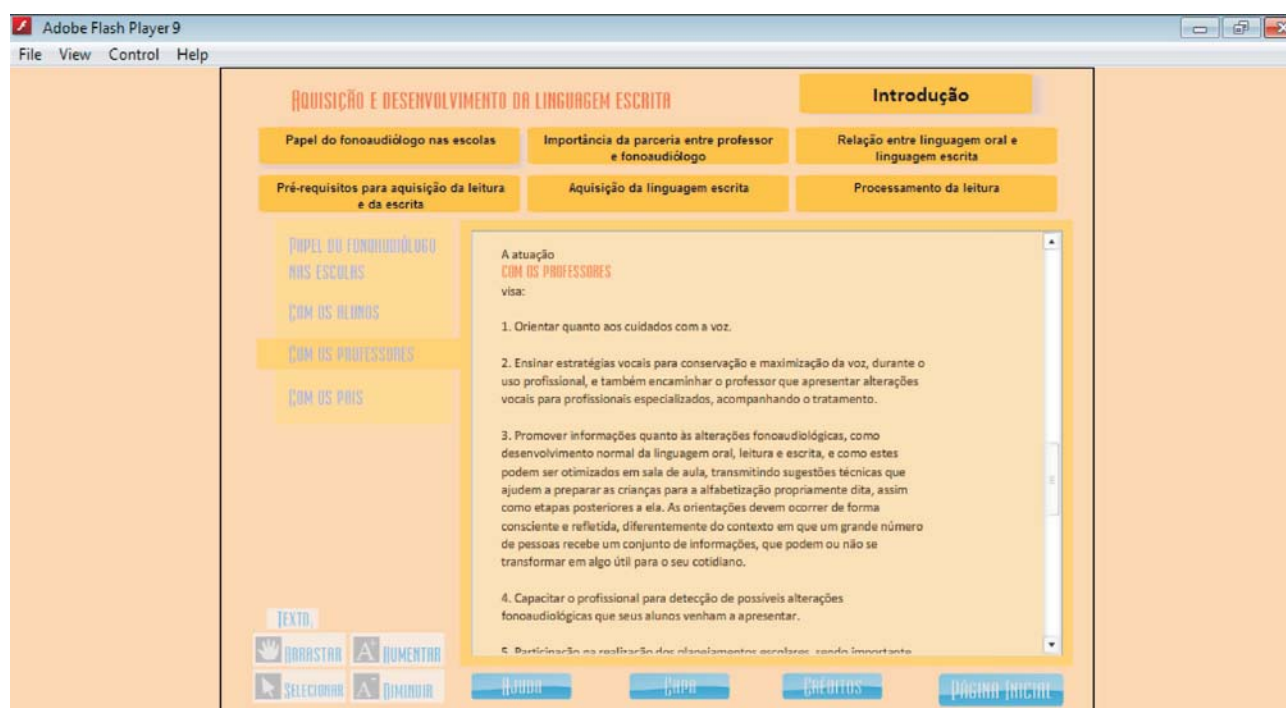 Adobe Flash Player 9
File View Control Help
AQUISIÇÃO E DESENVOLVIMENTO DA LINGUAGEM ESCRITA
Introdução
Papel do fonoaudiólogo nas escolas
Importância da parceria entre professor
e fonoaudiólogo
Relação entre linguagem oral e
linguagem escrita
Pré-requisitos para aquisição da leitura
e da escrita
Aquisição da linguagem escrita
Processamento da leitura
PAPEL DO FONOAUDIÓLOGO
NAS ESCOLAS
COM OS ALUNOS
COM OS PROFESSORES
COM OS PAIS
A atuação
COM OS PROFESSORES
visa:
1. Orientar quanto aos cuidados com a voz.
2. Ensinar estratégias vocais para conservação e maximização da voz, durante o
uso profissional, e também encaminhar o professor que apresentar alterações
vocais para profissionais especializados, acompanhando o tratamento.
3. Promover informações quanto às alterações fonoaudiológicas, como
desenvolvimento normal da linguagem oral, leitura e escrita, e como estes
podem ser otimizados em sala de aula, transmitindo sugestões técnicas que
ajudem a preparar as crianças para a alfabetização propriamente dita, assim
como etapas posteriores a ela. As orientações devem ocorrer de forma
consciente e refletida, diferentemente do contexto em que um grande número
de pessoas recebe um conjunto de informações, que podem ou não se
transformar em algo útil para o seu cotidiano.
4. Capacitar o profissional para detecção de possíveis alterações
fonoaudiológicas que seus alunos venham a apresentar.
5. Participação na realização dos planejamentos escolares, sendo importante
TEXTO
ARRASTAR
A+ AUMENTAR
SELECIONAR
A- DIMINUIR
AJUDA
CAPA
CRÉDITOS
PÁGINA INICIAL